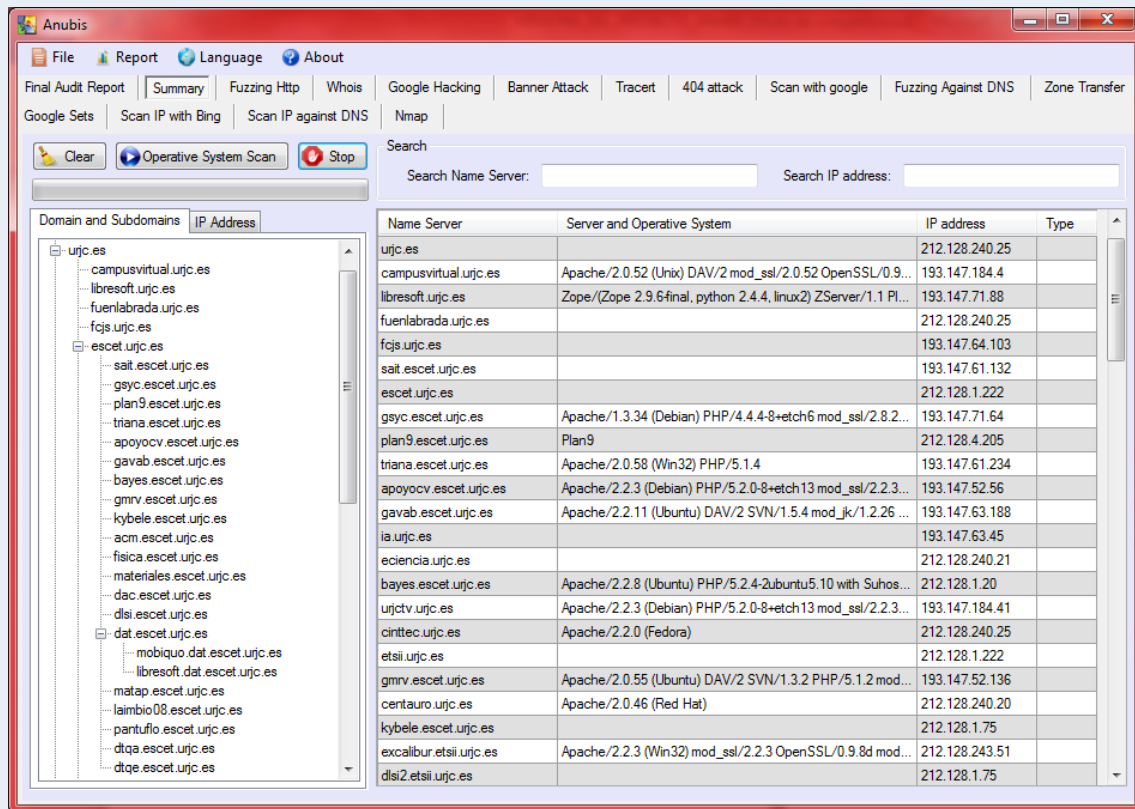 Anubis
File Report Language About
Final Audit Report Summary Fuzzing Http Whois Google Hacking Banner Attack Tracert 404 attack Scan with google Fuzzing Against DNS Zone Transfer
Google Sets Scan IP with Bing Scan IP against DNS Nmap
Clear Operative System Scan Stop
Search
Search Name Server: Search IP address:
Domain and Subdomains IP Address
urjc.es
campusvirtual.urjc.es
libresoft.urjc.es
fuenlabrada.urjc.es
fcjs.urjc.es
escet.urjc.es
sait.escet.urjc.es
gsyc.escet.urjc.es
plan9.escet.urjc.es
triana.escet.urjc.es
apoyocv.escet.urjc.es
gavab.escet.urjc.es
bayes.escet.urjc.es
gmrv.escet.urjc.es
kybele.escet.urjc.es
acm.escet.urjc.es
fisica.escet.urjc.es
materiales.escet.urjc.es
dac.escet.urjc.es
dlsi.escet.urjc.es
dat.escet.urjc.es
mobiquo.dat.escet.urjc.es
libresoft.dat.escet.urjc.es
matap.escet.urjc.es
laimbio08.escet.urjc.es
pantuflo.escet.urjc.es
dtqa.escet.urjc.es
dtqe.escet.urjc.es
Name Server Server and Operative System IP address Type
urjc.es 212.128.240.25
campusvirtual.urjc.es Apache/2.0.52 (Unix) DAV/2 mod_ssl/2.0.52 OpenSSL/0.9... 193.147.184.4
libresoft.urjc.es Zope/(Zope 2.9.6-final, python 2.4.4, linux2) ZServer/1.1 Pl... 193.147.71.88
fuenlabrada.urjc.es 212.128.240.25
fcjs.urjc.es 193.147.64.103
sait.escet.urjc.es 193.147.61.132
escet.urjc.es 212.128.1.222
gsyc.escet.urjc.es Apache/1.3.34 (Debian) PHP/4.4.4-8+etch6 mod_ssl/2.8.2... 193.147.71.64
plan9.escet.urjc.es Plan9 212.128.4.205
triana.escet.urjc.es Apache/2.0.58 (Win32) PHP/5.1.4 193.147.61.234
apoyocv.escet.urjc.es Apache/2.2.3 (Debian) PHP/5.2.0-8+etch13 mod_ssl/2.2.3... 193.147.52.56
gavab.escet.urjc.es Apache/2.2.11 (Ubuntu) DAV/2 SVN/1.5.4 mod_jk/1.2.26 ... 193.147.63.188
ia.urjc.es 193.147.63.45
eciencia.urjc.es 212.128.240.21
bayes.escet.urjc.es Apache/2.2.8 (Ubuntu) PHP/5.2.4-2ubuntu5.10 with Suhos... 212.128.1.20
urjctv.urjc.es Apache/2.2.3 (Debian) PHP/5.2.0-8+etch13 mod_ssl/2.2.3... 193.147.184.41
cinttec.urjc.es Apache/2.2.0 (Fedora) 212.128.240.25
etsii.urjc.es 212.128.1.222
gmrv.escet.urjc.es Apache/2.0.55 (Ubuntu) DAV/2 SVN/1.3.2 PHP/5.1.2 mod... 193.147.52.136
centauro.urjc.es Apache/2.0.46 (Red Hat) 212.128.240.20
kybele.escet.urjc.es 212.128.1.75
excalibur.etsii.urjc.es Apache/2.2.3 (Win32) mod_ssl/2.2.3 OpenSSL/0.9.8d mod... 212.128.243.51
dlsi2.etsii.urjc.es 212.128.1.75